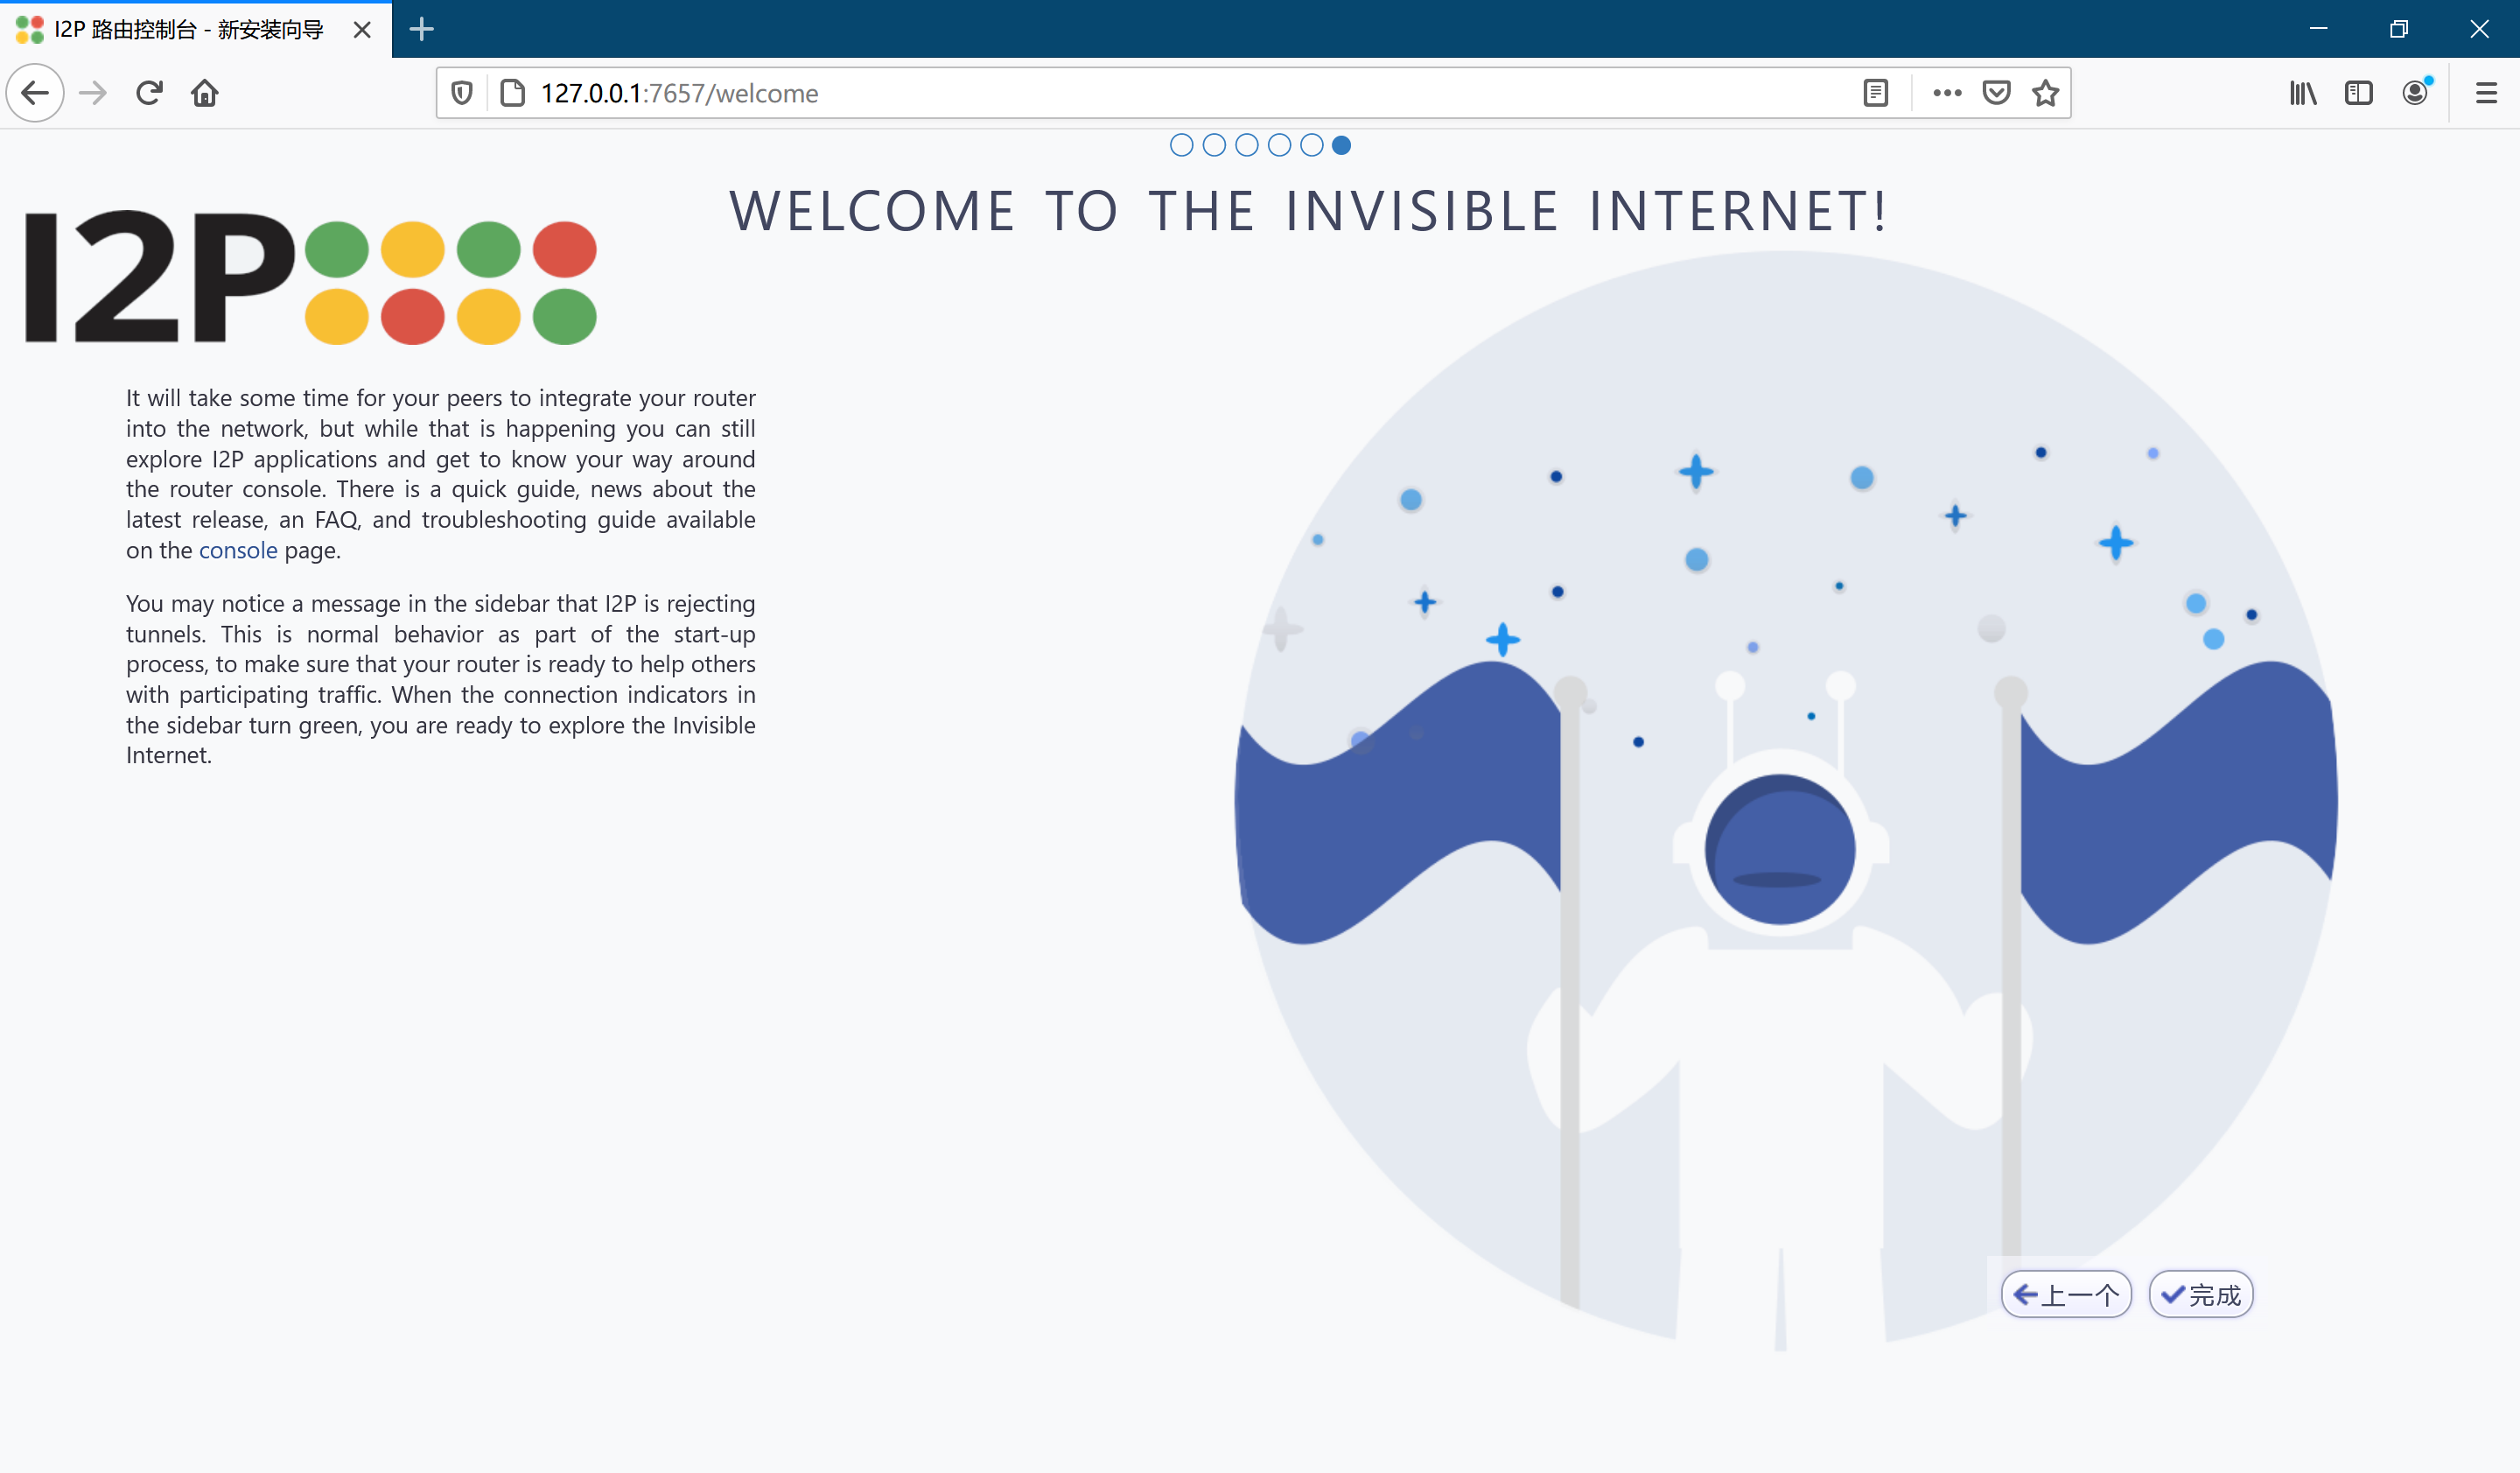 I2P 路由控制台 - 新安装向导
127.0.0.1:7657/welcome
WELCOME TO THE INVISIBLE INTERNET!
I2P
It will take some time for your peers to integrate your router
into the network, but while that is happening you can still
explore I2P applications and get to know your way around
the router console. There is a quick guide, news about the
latest release, an FAQ, and troubleshooting guide available
on the console page.
You may notice a message in the sidebar that I2P is rejecting
tunnels. This is normal behavior as part of the start-up
process, to make sure that your router is ready to help others
with participating traffic. When the connection indicators in
the sidebar turn green, you are ready to explore the Invisible
Internet.
上一个 完成